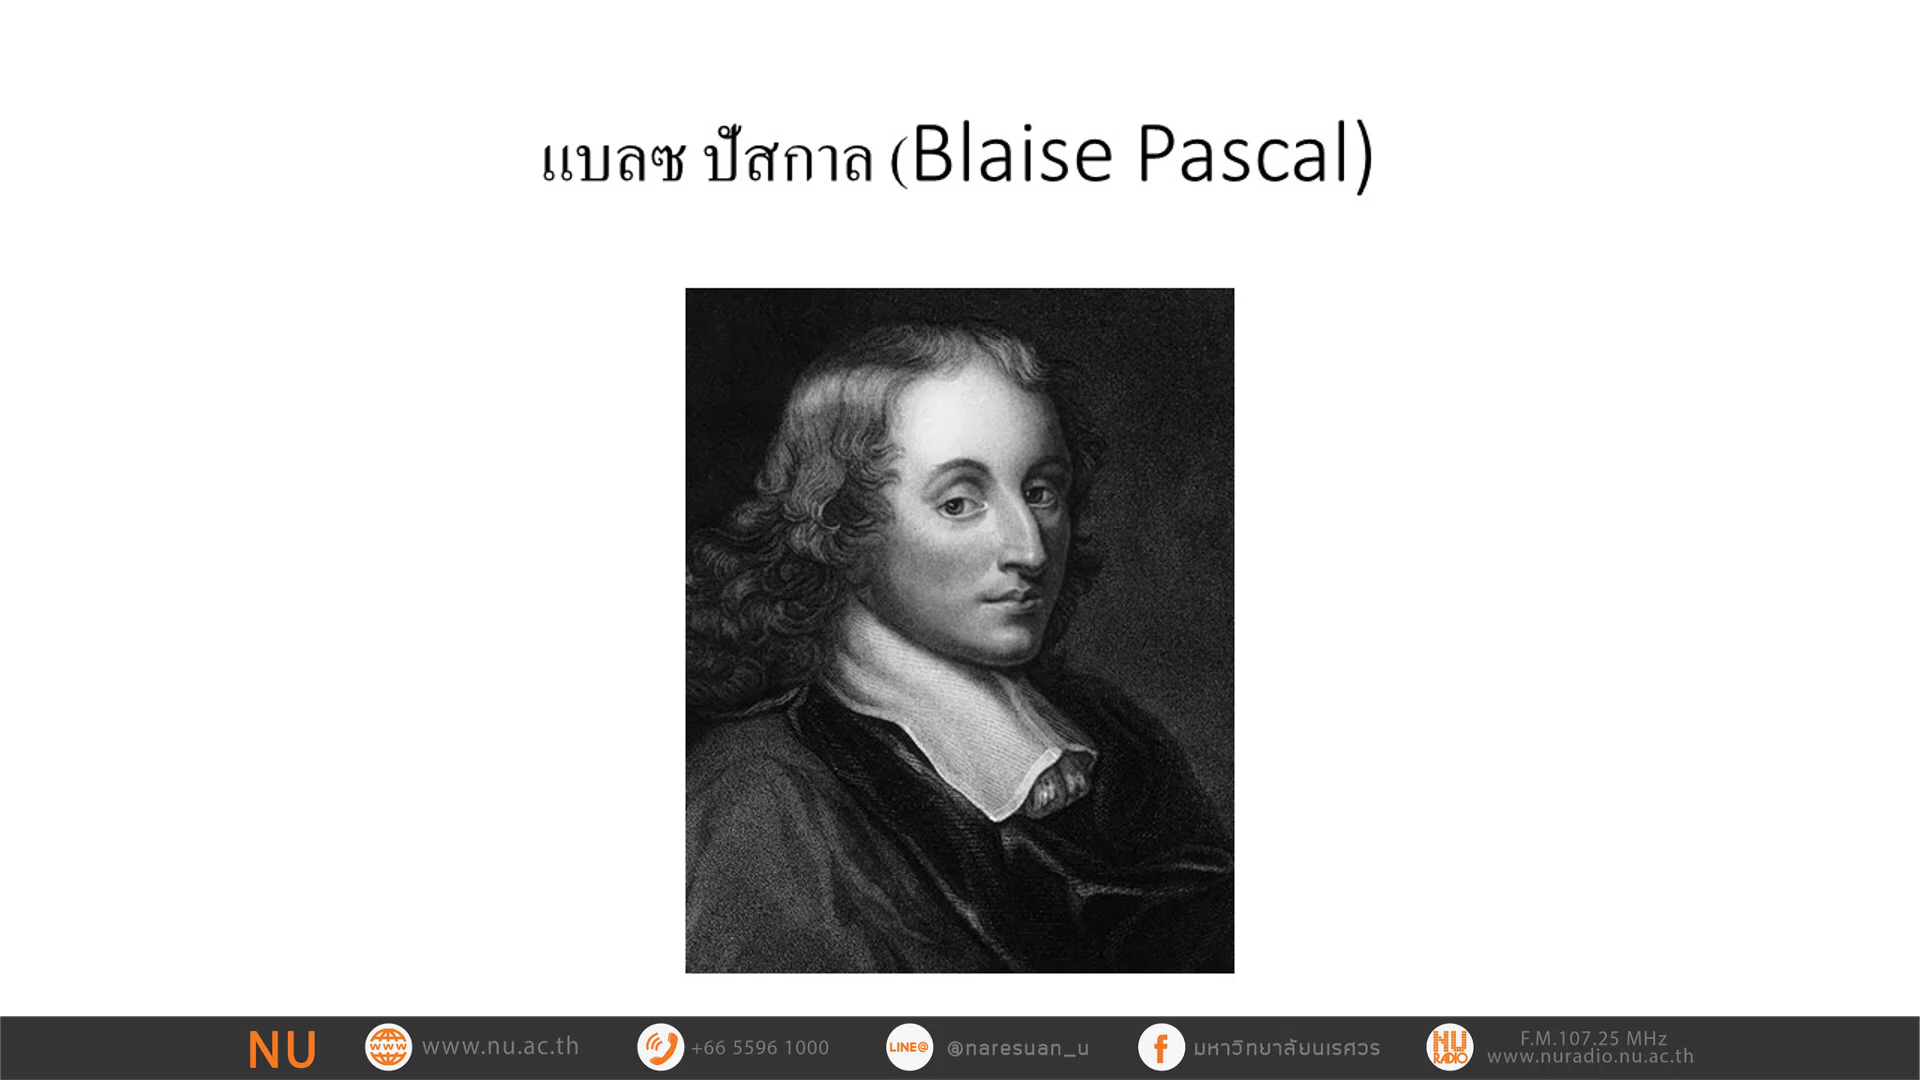 แบลซ ปัสกาล (Blaise Pascal)
NU
www
www.nu.ac.th
+66 5596 1000
LINE@
@naresuan_u
f
มหาวิทยาลัยนเรศวร
NU RADIO
F.M.107.25 MHz
www.nuradio.nu.ac.th